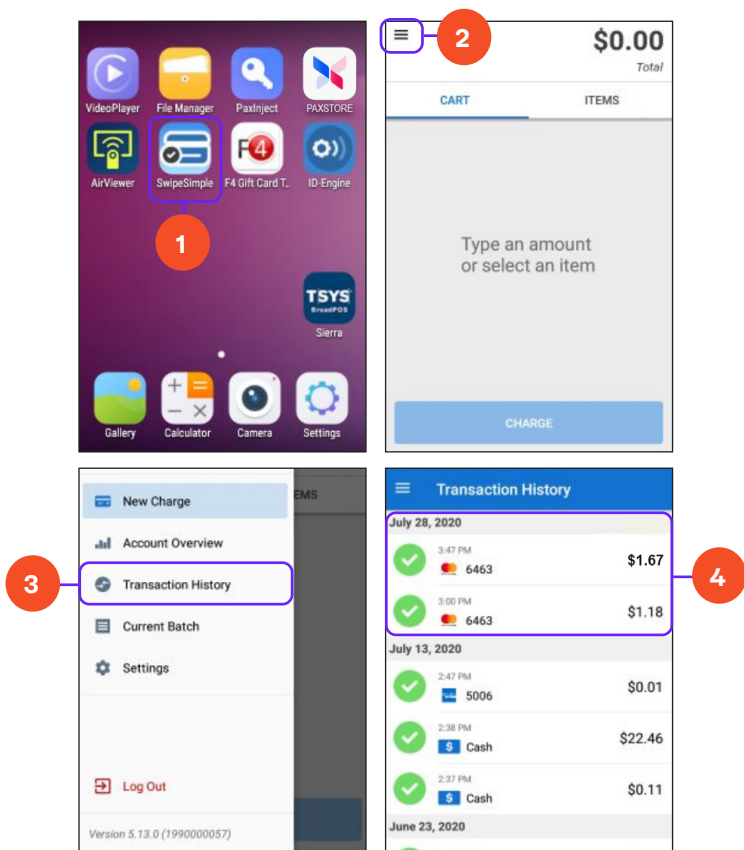 VideoPlayer File Manager PaxInject PAXSTORE
F4
AirViewer SwipeSimple F4 Gift Card T.. ID-Engine
1
TSYS
BroadPOS
Sierra
Gallery Calculator Camera Settings
2
$0.00
Total
CART ITEMS
Type an amount
or select an item
CHARGE
EMS
New Charge
Account Overview
3
Transaction History
Current Batch
Settings
Log Out
Version 5.13.0 (1990000057)
Transaction History
July 28, 2020
3:47 PM
6463 $1.67
4
3:00 PM
6463 $1.18
July 13, 2020
2:47 PM
5006 $0.01
2:38 PM
$ Cash $22.46
2:37 PM
$ Cash $0.11
June 23, 2020